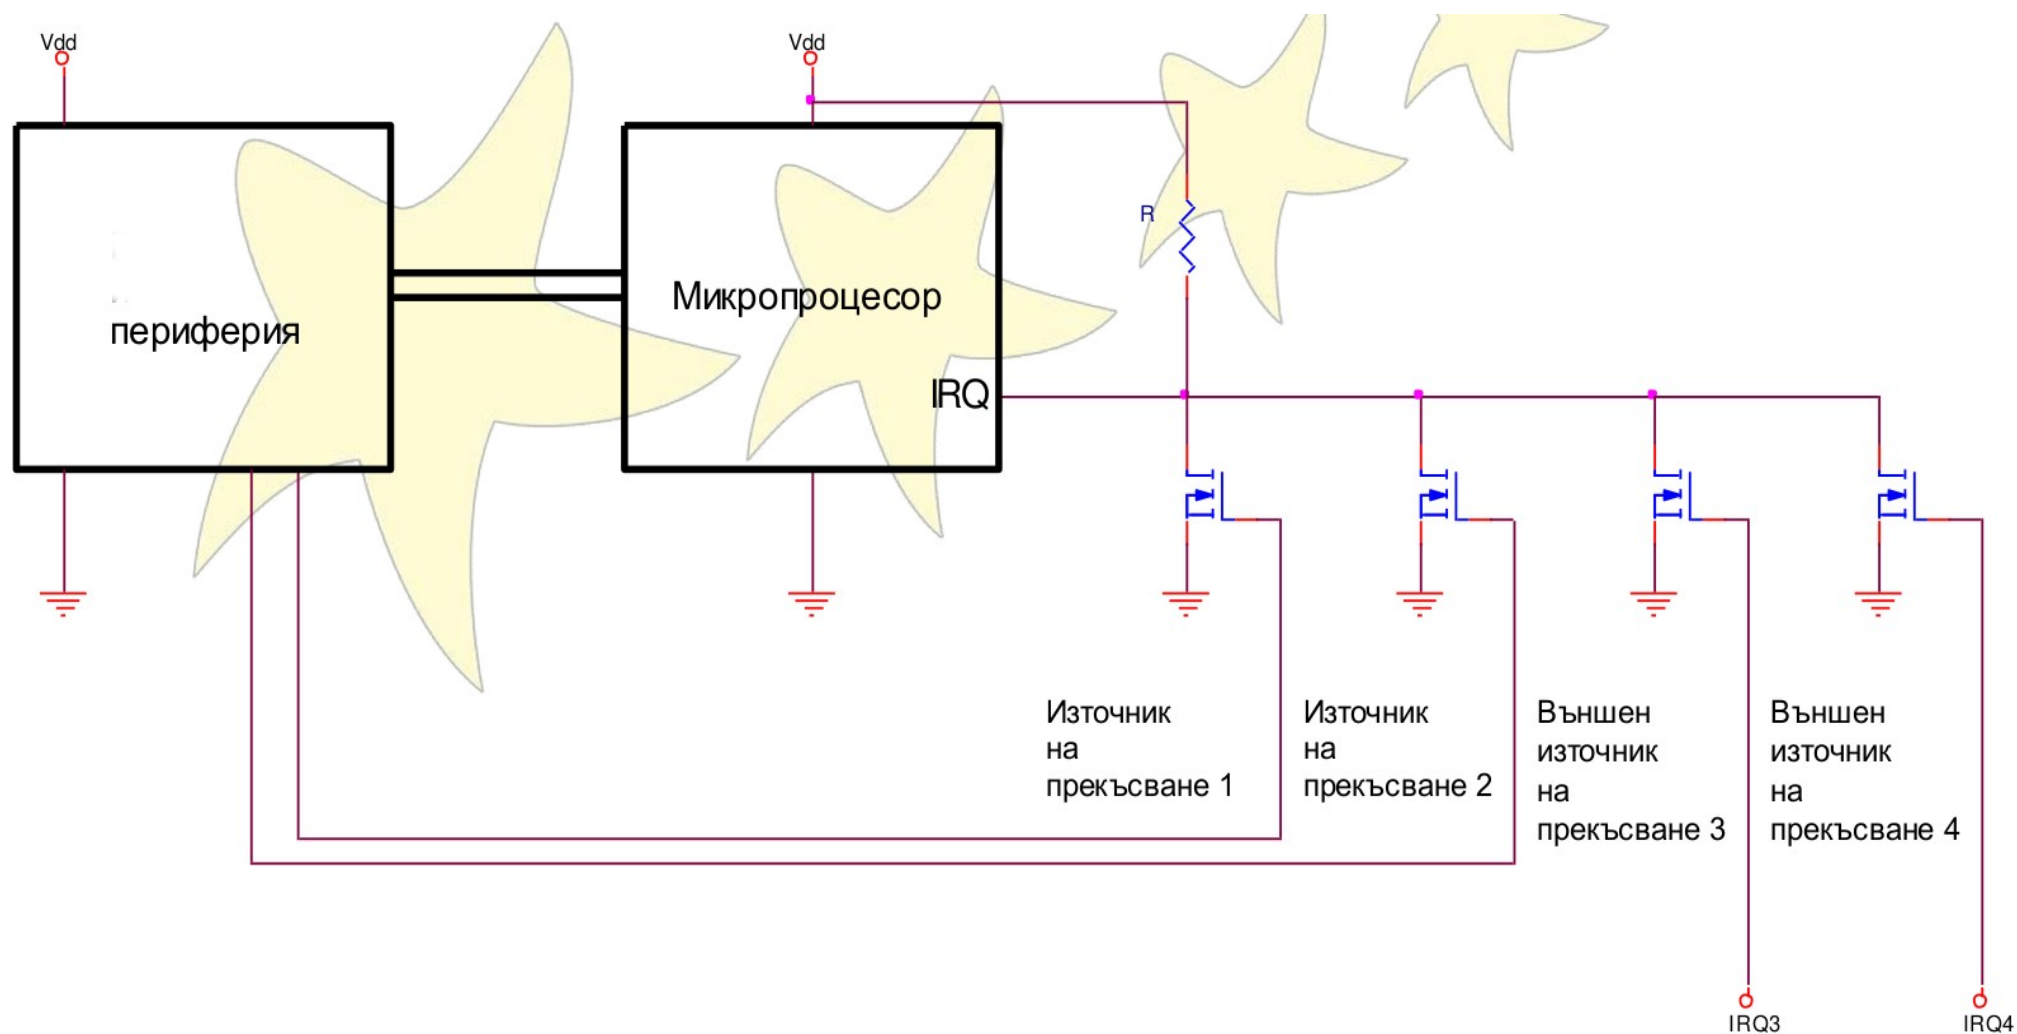 Vdd
Vdd
R
Микропроцесор
периферия
IRQ
Източник
на
прекъсване 1
Източник
на
прекъсване 2
Външен
източник
на
прекъсване 3
Външен
източник
на
прекъсване 4
IRQ3
IRQ4